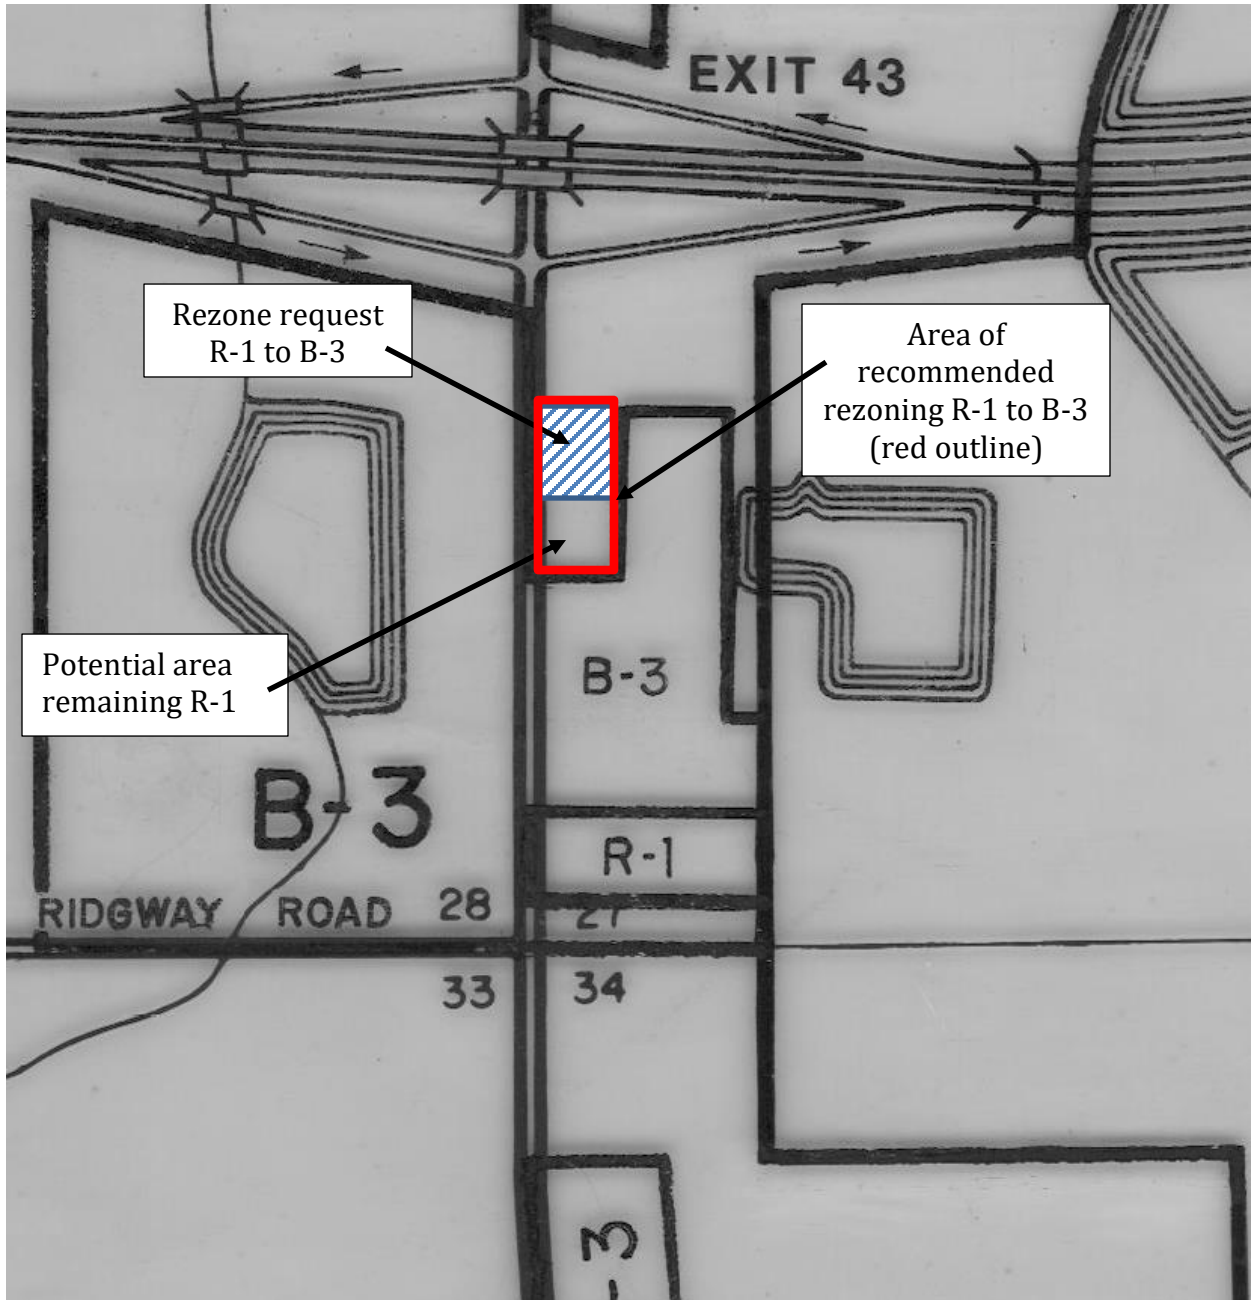 EXIT 43
Rezone request
R-1 to B-3
Area of
recommended
rezoning R-1 to B-3
(red outline)
Potential area
remaining R-1
B-3
B-3
R-1
RIDGWAY ROAD 28
27
33
34
-3